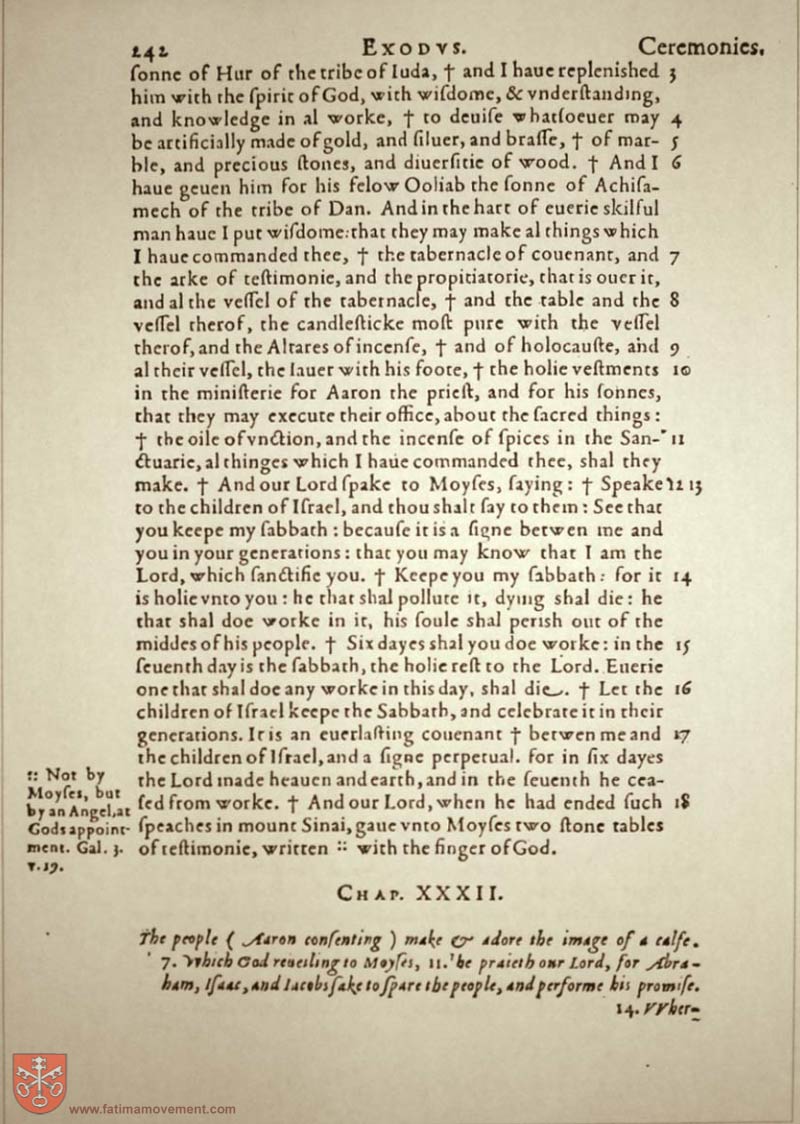 242 EXODVS. Ceremonies,
ſonne of Hur of the tribe of Iuda, † and I haue repleniſhed 3
him with the ſpirit of God, with wiſdome, & vnderſtanding,
and knowledge in al worke, † to deuiſe whatſoeuer may 4
be artificially made of gold, and ſiluer, and braſſe, † of mar- 5
ble, and precious ſtones, and diuerſitie of wood. † And I 6
haue geuen him for his felow Ooliab the ſonne of Achiſa-
mech of the tribe of Dan. And in the hart of euerie skilful
man haue I put wiſdome: that they may make al things which
I haue commanded thee, † the tabernacle of couenant, and 7
the arke of teſtimonie, and the propitiatorie, that is ouer it,
and al the veſſel of the tabernacle, † and the table and the 8
veſſel therof, the candleſticke moſt pure with the veſſel
therof, and the Altares of incenſe, † and of holocauſte, and 9
al their veſſel, the lauer with his foote, † the holie veſtments 10
in the miniſterie for Aaron the prieſt, and for his ſonnes,
that they may execute their office, about the ſacred things:
† the oile of vnction, and the incenſe of ſpices in the San- 11
ctuarie, al thinges which I haue commanded thee, shal they
make. † And our Lord ſpake to Moyſes, ſaying: † Speake 12 13
to the children of Iſrael, and thou shalt ſay to them: See that
you keepe my ſabbath: becauſe it is a ſigne betwen me and
you in your generations: that you may know that I am the
Lord, which ſanctifie you. † Keepe you my ſabbath: for it 14
is holie vnto you: he that shal pollute it, dying shal die: he
that shal doe worke in it, his ſoule shal perish out of the
middes of his people. † Six dayes shal you doe worke: in the 15
ſeuenth day is the ſabbath, the holie reſt to the Lord. Euerie
one that shal doe any worke in this day, shal die. † Let the 16
children of Iſrael keepe the Sabbath, and celebrate it in their
generations. It is an euerlaſting couenant † betwen me and 17
the children of Iſrael, and a ſigne perpetual. for in ſix dayes
the Lord made heauen and earth, and in the ſeuenth he cea-
ſed from worke. † And our Lord, when he had ended ſuch 18
ſpeaches in mount Sinai, gaue vnto Moyſes two ſtone tables
of teſtimonie, written :: with the finger of God.
:: Not by
Moyſes, but
by an Angel, at
Gods appoint-
ment. Gal. 3.
v. 19.
CHAP. XXXII.
The people ( Aaron conſenting ) make & adore the image of a calfe.
7. Which God reueiling to Moyſes, 11. he praieth our Lord, for Abra-
ham, Iſaac, and Iacobs ſake to ſpare the people, and performe his promiſe.
14. VVher-
www.fatimamovement.com